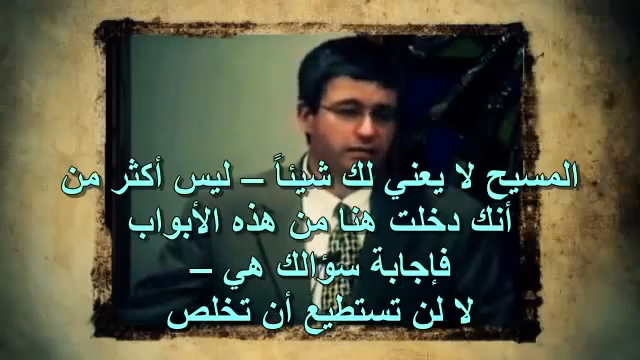 المسيح لا يعني لك شيئاً – ليس أكثر من
أنك دخلت هنا من هذه الأبواب
فإجابة سؤالك هي –
لا لن تستطيع أن تخلص